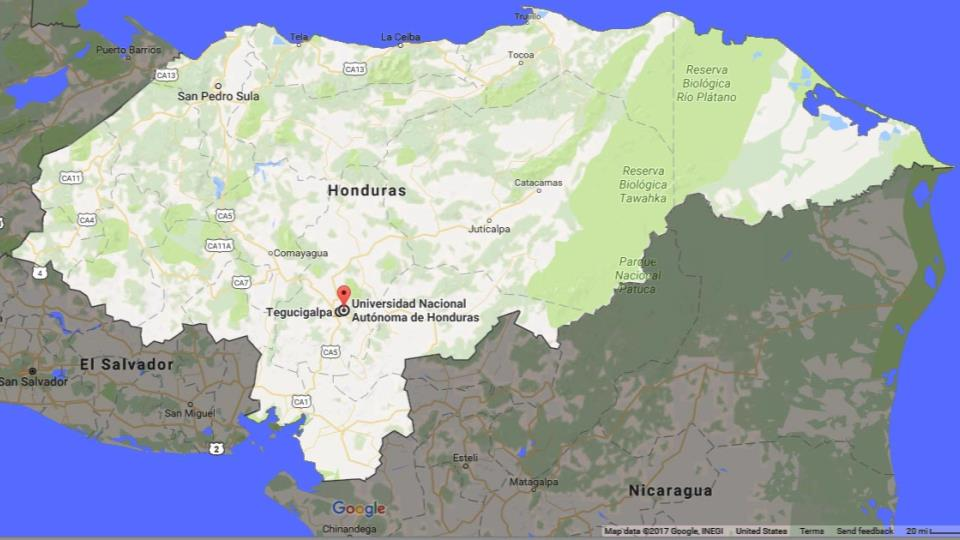 Trujillo
Tela
La Ceiba
Puerto Barrios
Tocoa
CA13
CA13
Reserva
Biológica
Río Plátano
San Pedro Sula
CA11
Reserva
Biológica
Tawahka
Catacamas
Honduras
CA4
CA5
Juticalpa
CA11A
Comayagua
4
CA7
Parque
Nacional
Patuca
Universidad Nacional
Autónoma de Honduras
Tegucigalpa
CA5
El Salvador
San Salvador
CA1
San Miguel
2
Esteli
Matagalpa
Nicaragua
Google
Chinandega
Map data ©2017 Google, INEGI United States Terms Send feedback 20 mi